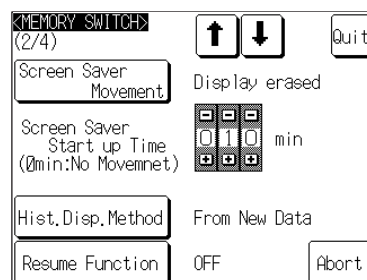 <MEMORY SWITCH>
(2/4)
Quit
Screen Saver
Movement
Display erased
Screen Saver
Start up Time
(0min:No Movemnet)
010 min
Hist.Disp.Method
From New Data
Resume Function
OFF
Abort